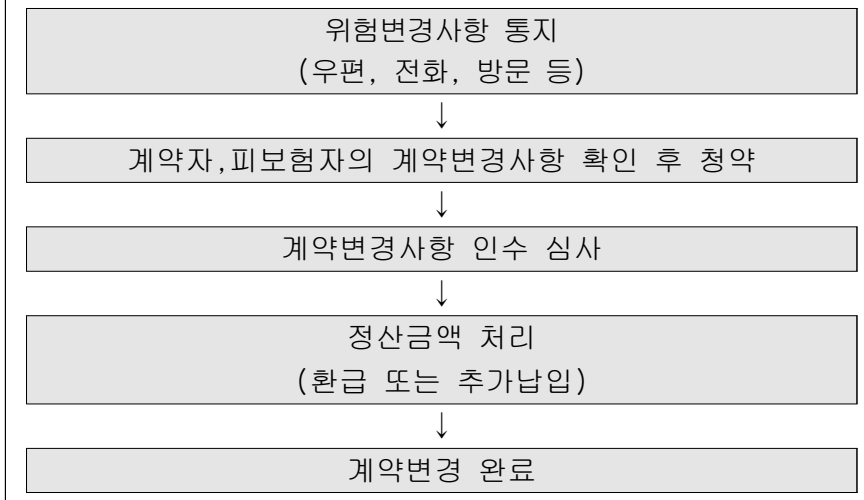 위험변경사항 통지
(우편, 전화, 방문 등)
↓
계약자,피보험자의 계약변경사항 확인 후 청약
↓
계약변경사항 인수 심사
↓
정산금액 처리
(환급 또는 추가납입)
↓
계약변경 완료